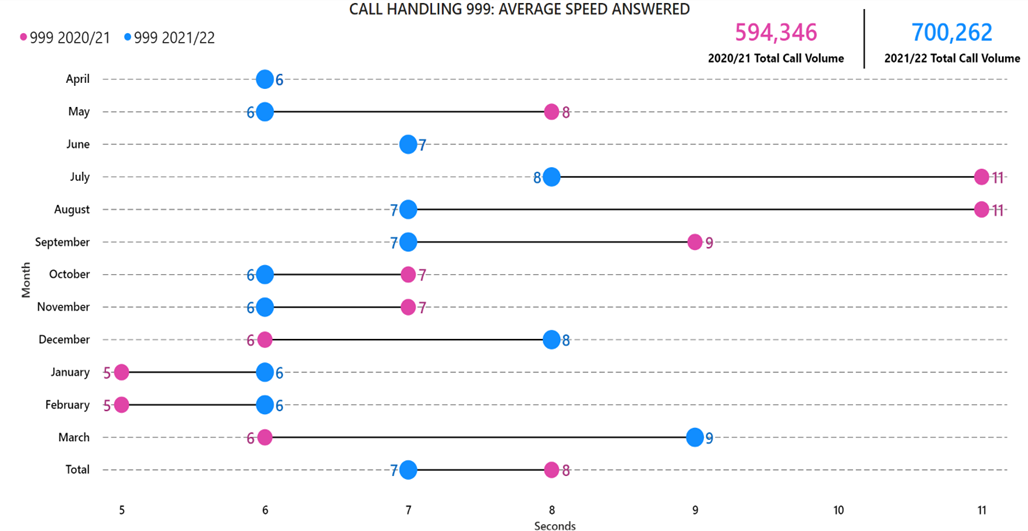 CALL HANDLING 999: AVERAGE SPEED ANSWERED
999 2020/21 999 2021/22
594,346 700,262
2020/21 Total Call Volume 2021/22 Total Call Volume
April 6
May 6 8
June 7
July 8 11
August 7 11
September 7 9
October 6 7
November 6 7
December 6 8
January 5 6
February 5 6
March 6 9
Total 7 8
Month
5 6 7 8 9 10 11
Seconds